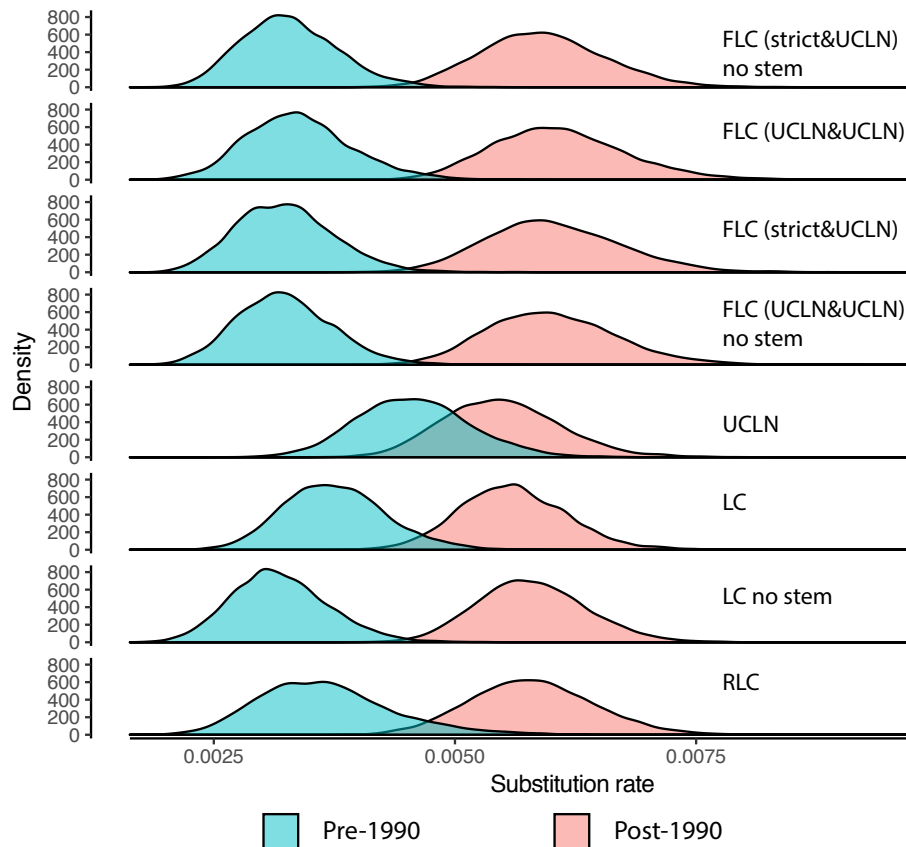 800
600
400
200
0
FLC (strict&UCLN)
no stem
800
600
400
200
0
FLC (UCLN&UCLN)
800
600
400
200
0
FLC (strict&UCLN)
800
600
400
200
0
FLC (UCLN&UCLN)
no stem
800
600
400
200
0
UCLN
800
600
400
200
0
LC
800
600
400
200
0
LC no stem
800
600
400
200
0
RLC
Density
0.0025 0.0050 0.0075
Substitution rate
Pre-1990 Post-1990